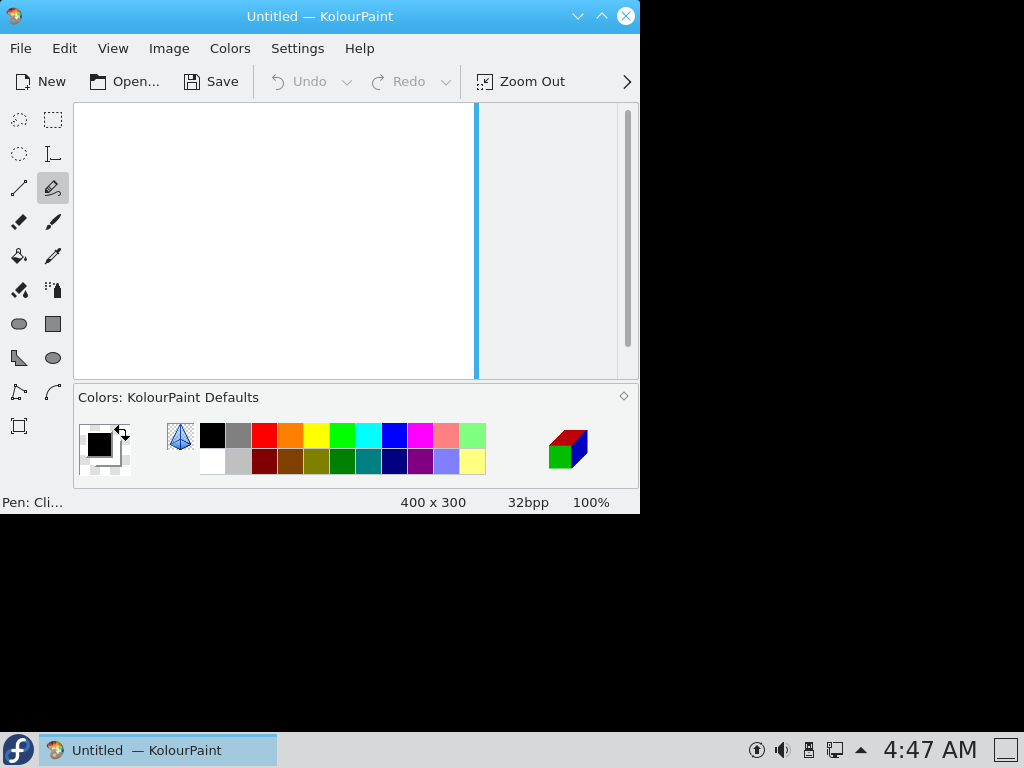 Untitled — KolourPaint
File Edit View Image Colors Settings Help
New Open... Save Undo Redo Zoom Out
Colors: KolourPaint Defaults
Pen: Cli... 400 x 300 32bpp 100%
Untitled — KolourPaint 4:47 AM